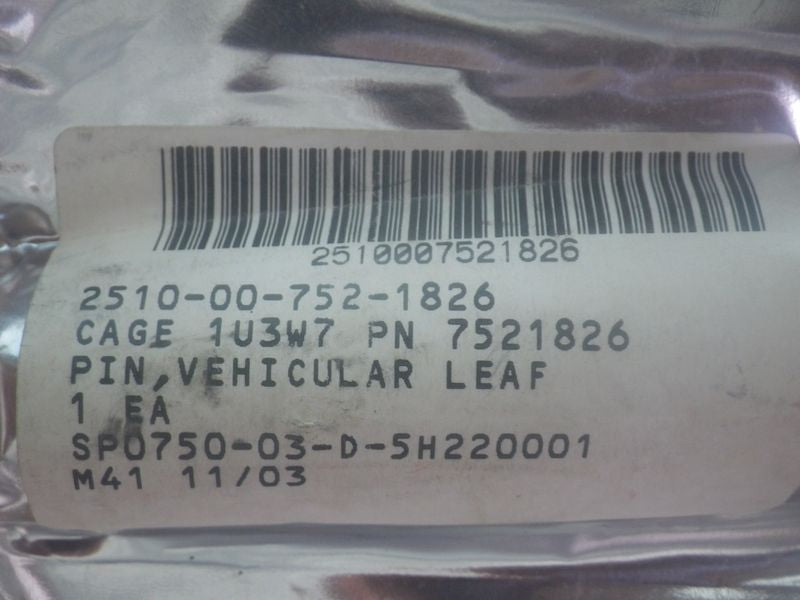 2510007521826
2510-00-752-1826
CAGE 1U3W7 PN 7521826
PIN,VEHICULAR LEAF
1 EA
SP0750-03-D-5H220001
M41 11/03